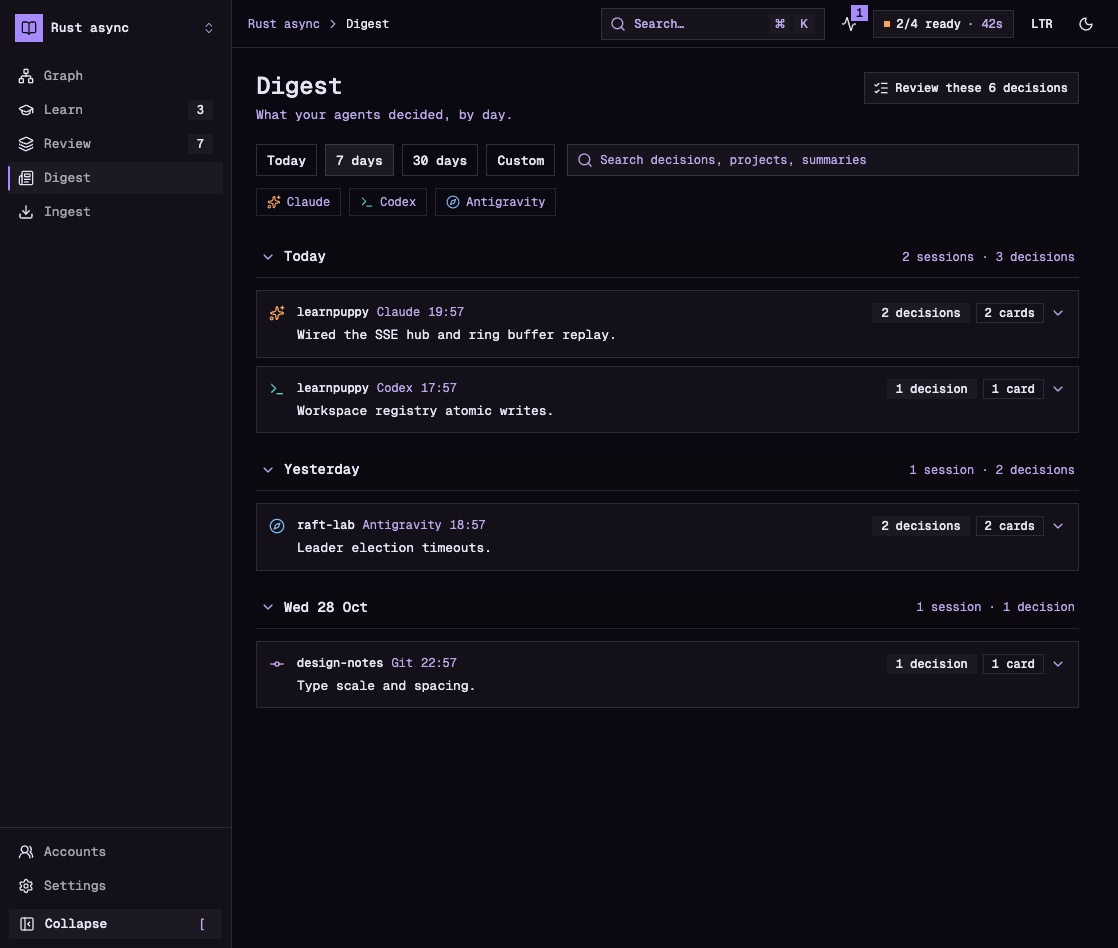 Rust async
Graph
Learn 3
Review 7
Digest
Ingest
Accounts
Settings
Collapse [
Rust async > Digest
Search… ⌘ K
1
2/4 ready · 42s
LTR
Digest
What your agents decided, by day.
Review these 6 decisions
Today 7 days 30 days Custom
Search decisions, projects, summaries
Claude Codex Antigravity
Today 2 sessions · 3 decisions
learnpuppy Claude 19:57 2 decisions 2 cards
Wired the SSE hub and ring buffer replay.
learnpuppy Codex 17:57 1 decision 1 card
Workspace registry atomic writes.
Yesterday 1 session · 2 decisions
raft-lab Antigravity 18:57 2 decisions 2 cards
Leader election timeouts.
Wed 28 Oct 1 session · 1 decision
design-notes Git 22:57 1 decision 1 card
Type scale and spacing.